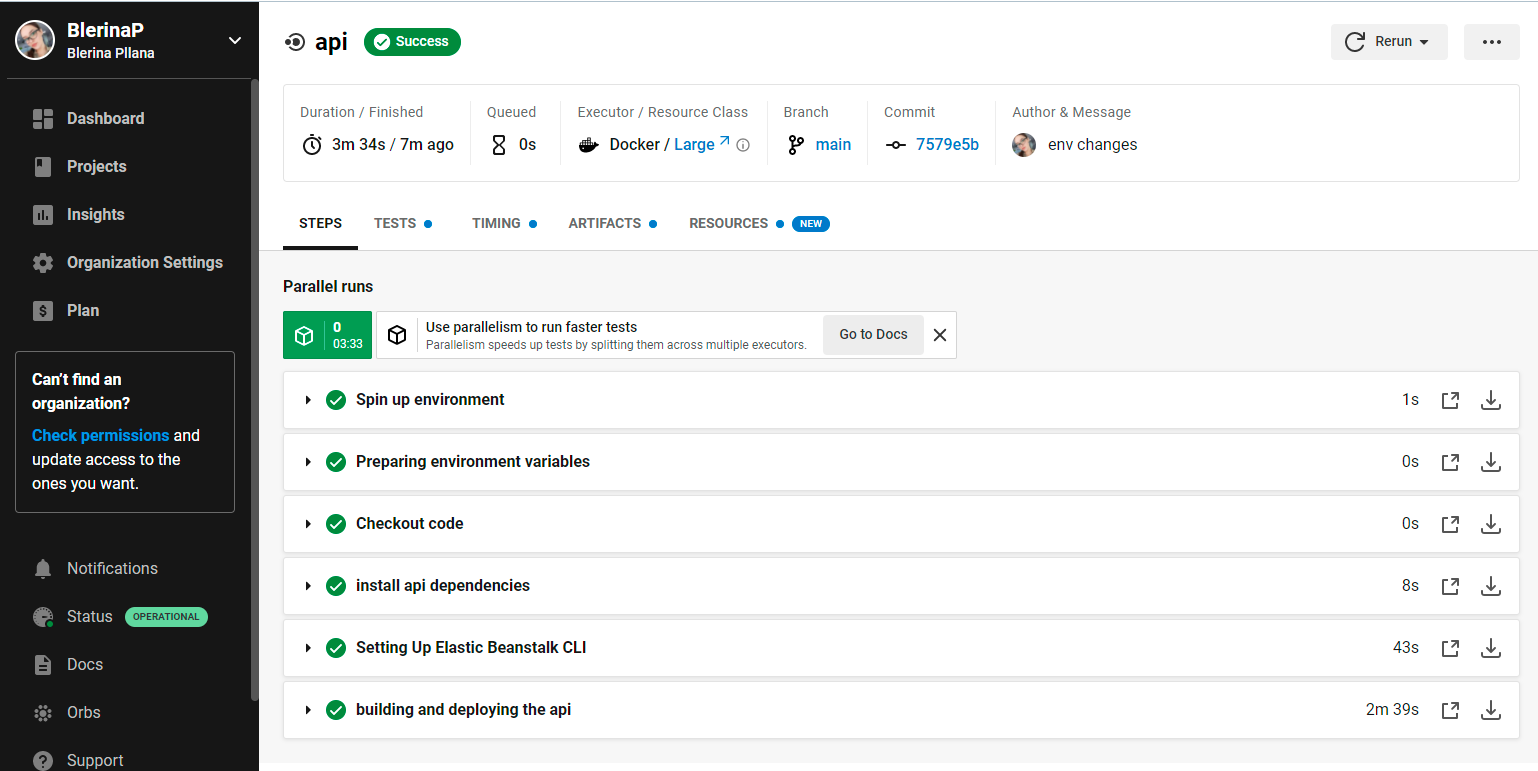 BlerinaP
Blerina Pllana
Dashboard
Projects
Insights
Organization Settings
Plan
Can't find an
organization?
Check permissions and
update access to the
ones you want.
Notifications
Status OPERATIONAL
Docs
Orbs
Support
api Success
Rerun
Duration / Finished
3m 34s / 7m ago
Queued
0s
Executor / Resource Class
Docker / Large
Branch
main
Commit
7579e5b
Author & Message
env changes
STEPS TESTS TIMING ARTIFACTS RESOURCES NEW
Parallel runs
0
03:33
Use parallelism to run faster tests
Parallelism speeds up tests by splitting them across multiple executors.
Go to Docs
Spin up environment 1s
Preparing environment variables 0s
Checkout code 0s
install api dependencies 8s
Setting Up Elastic Beanstalk CLI 43s
building and deploying the api 2m 39s